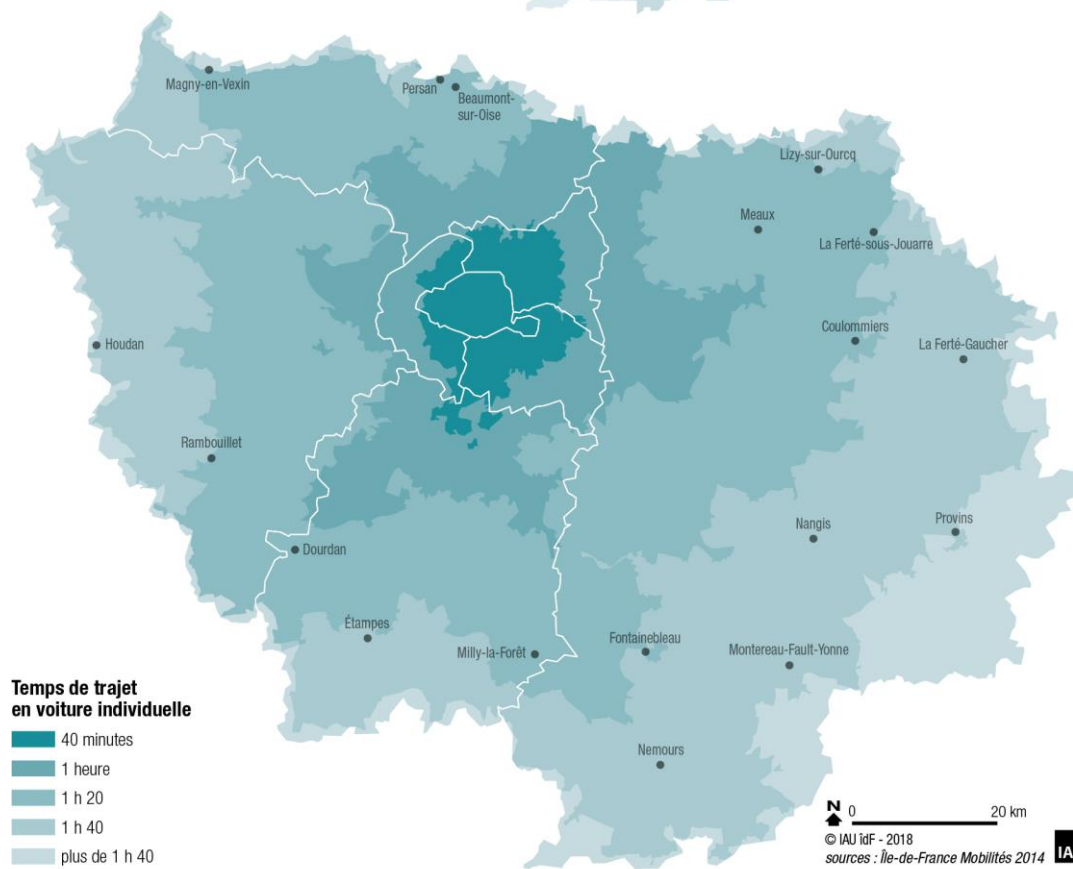 Magny-en-Vexin
Persan
Beaumont-
sur-Oise
Lizy-sur-Ourcq
Meaux
La Ferté-sous-Jouarre
Coulommiers
La Ferté-Gaucher
Houdan
Rambouillet
Nangis
Provins
Dourdan
Étampes
Milly-la-Forêt
Fontainebleau
Montereau-Fault-Yonne
Nemours
Temps de trajet
en voiture individuelle
40 minutes
1 heure
1 h 20
1 h 40
plus de 1 h 40
N 0 20 km
© IAU îdF - 2018
sources : Île-de-France Mobilités 2014
IA